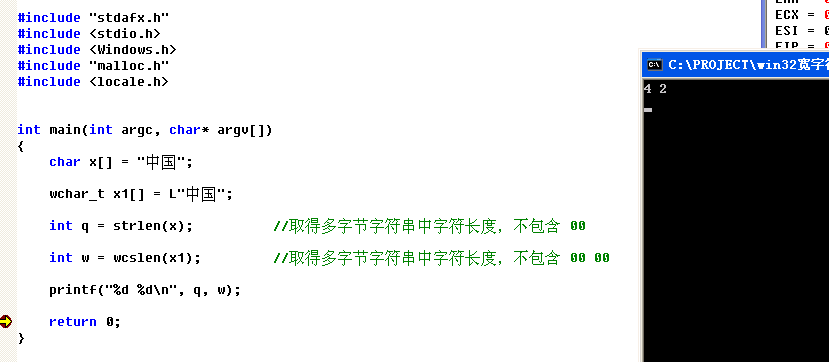 #include "stdafx.h"
#include <stdio.h>
#include <Windows.h>
#include "malloc.h"
#include <locale.h>
int main(int argc, char* argv[])
{
char x[] = "中国";
wchar_t x1[] = L"中国";
int q = strlen(x); //取得多字节字符串中字符长度，不包含 00
int w = wcslen(x1); //取得多字节字符串中字符长度，不包含 00 00
printf("%d %d\n", q, w);
return 0;
}
ECX = 0
ESI = 0
EIP = 0
C:\PROJECT\win32宽字符
4 2